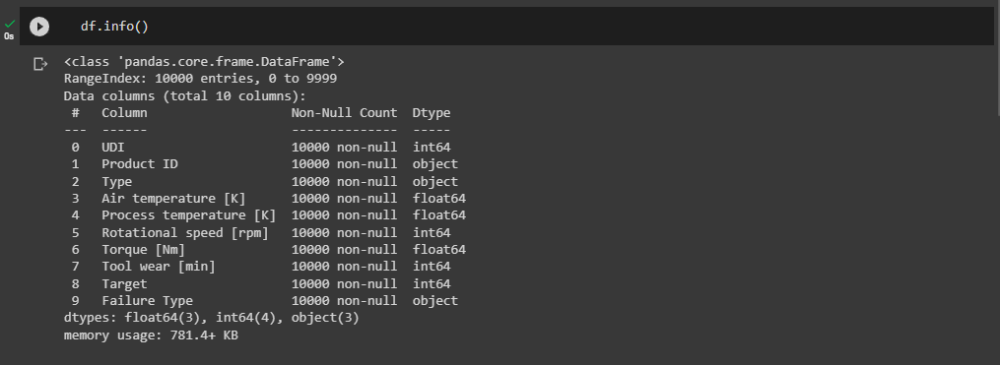 df.info()
0s
<class 'pandas.core.frame.DataFrame'>
RangeIndex: 10000 entries, 0 to 9999
Data columns (total 10 columns):
 #   Column                   Non-Null Count  Dtype
---  ------                   --------------  -----
 0   UDI                      10000 non-null  int64
 1   Product ID               10000 non-null  object
 2   Type                     10000 non-null  object
 3   Air temperature [K]      10000 non-null  float64
 4   Process temperature [K]  10000 non-null  float64
 5   Rotational speed [rpm]   10000 non-null  int64
 6   Torque [Nm]              10000 non-null  float64
 7   Tool wear [min]          10000 non-null  int64
 8   Target                   10000 non-null  int64
 9   Failure Type             10000 non-null  object
dtypes: float64(3), int64(4), object(3)
memory usage: 781.4+ KB